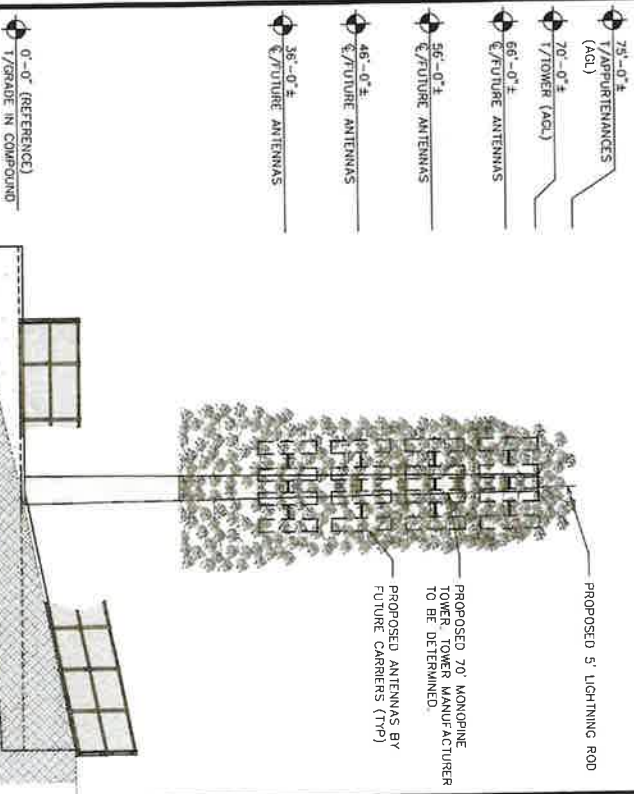 75'-0"±
T/APPURTENANCES
(AGL)
70'-0"±
T/TOWER (AGL)
66'-0"±
℄/FUTURE ANTENNAS
56'-0"±
℄/FUTURE ANTENNAS
46'-0"±
℄/FUTURE ANTENNAS
36'-0"±
℄/FUTURE ANTENNAS
0'-0" (REFERENCE)
T/GRADE IN COMPOUND
PROPOSED 5' LIGHTNING ROD
PROPOSED 70' MONOPINE
TOWER. TOWER MANUFACTURER
TO BE DETERMINED.
PROPOSED ANTENNAS BY
FUTURE CARRIERS (TYP)